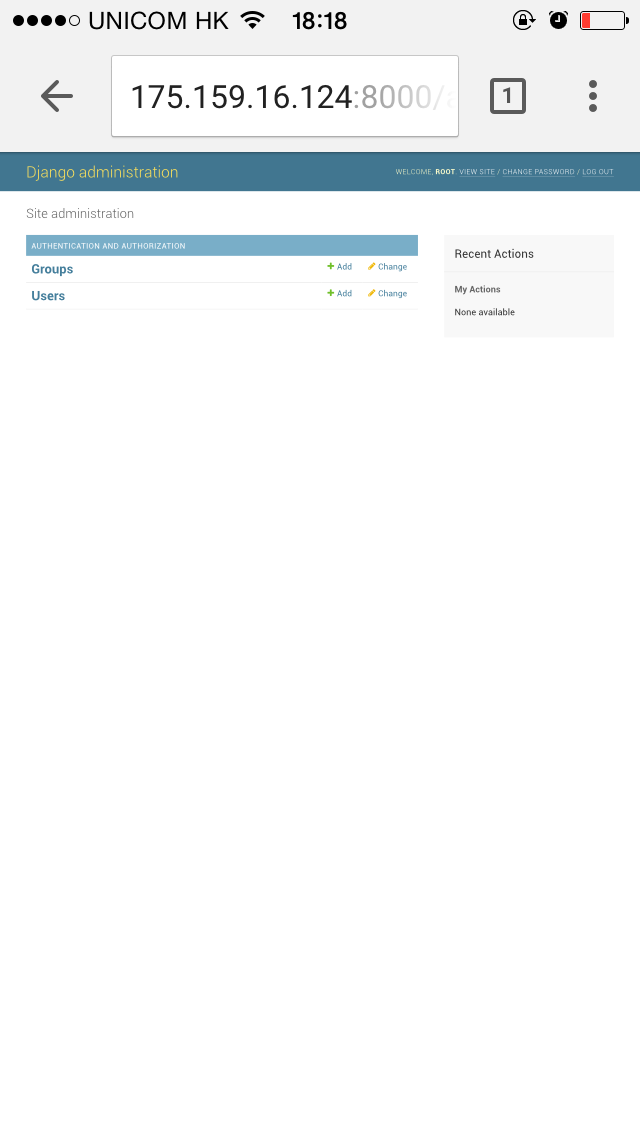 UNICOM HK 18:18
175.159.16.124:8000/a
1
Django administration
WELCOME, ROOT. VIEW SITE / CHANGE PASSWORD / LOG OUT
Site administration
AUTHENTICATION AND AUTHORIZATION
Groups Add Change
Users Add Change
Recent Actions
My Actions
None available